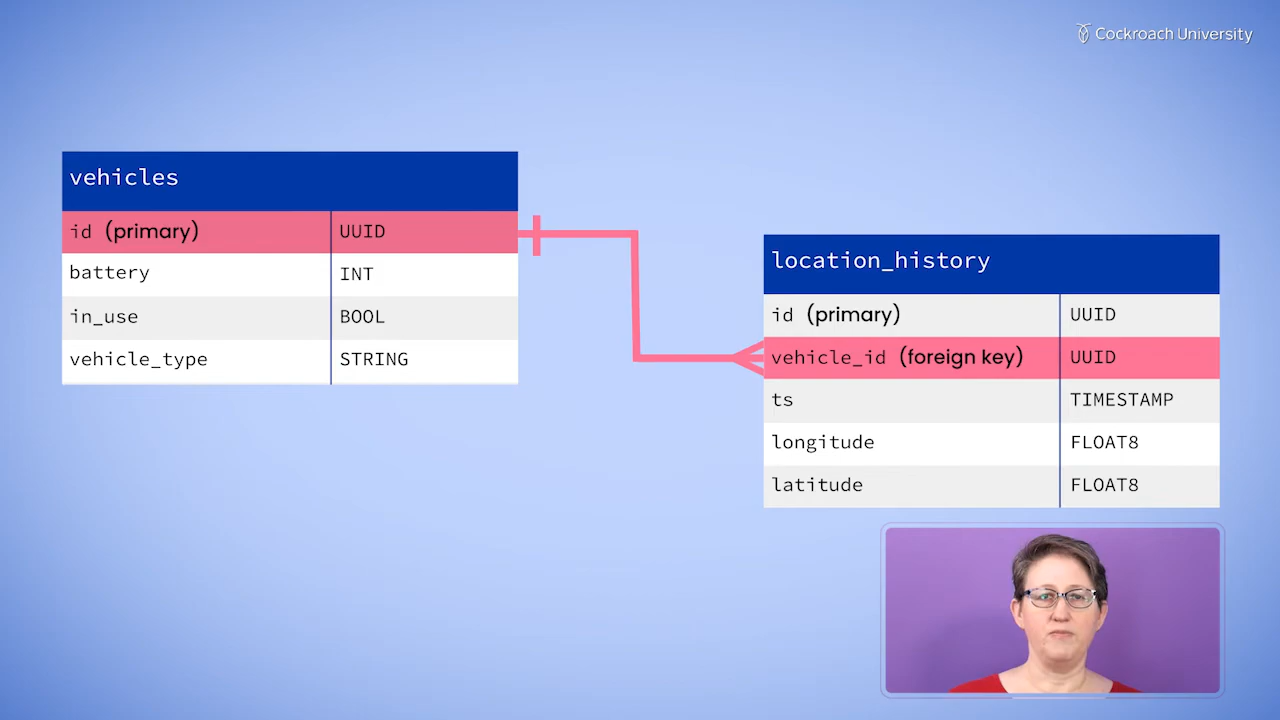 Cockroach University
vehicles
id (primary) UUID
battery INT
in_use BOOL
vehicle_type STRING
location_history
id (primary) UUID
vehicle_id (foreign key) UUID
ts TIMESTAMP
longitude FLOAT8
latitude FLOAT8